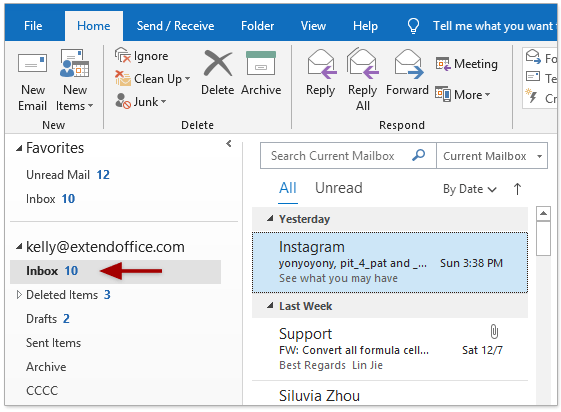 File Home Send / Receive Folder View Help Tell me what you want
New Email
New Items
New
Ignore
Clean Up
Junk
Delete
Archive
Delete
Reply
Reply All
Forward
Meeting
More
Respond
Favorites
Unread Mail 12
Inbox 10
kelly@extendoffice.com
Inbox 10
Deleted Items 3
Drafts 2
Sent Items
Archive
CCCC
Search Current Mailbox Current Mailbox
All Unread By Date
Yesterday
Instagram
yonyoyony, pit_4_pat and _... Sun 3:38 PM
See what you may have
Last Week
Support
FW: Convert all formula cell... Sat 12/7
Best Regards Lin Jie
Siluvia Zhou